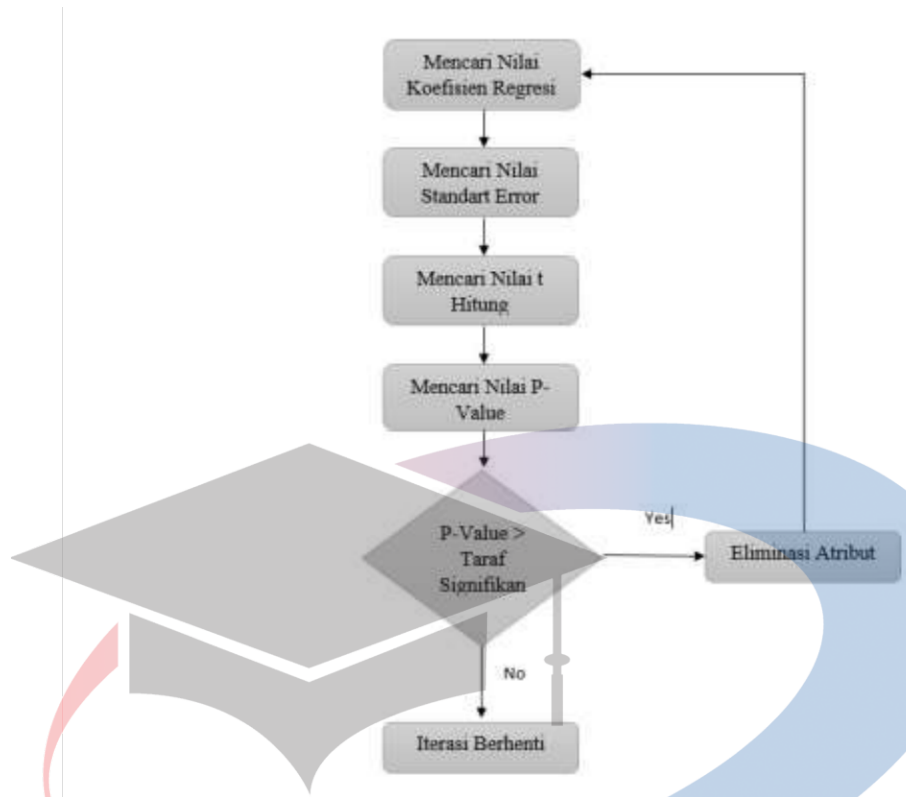 Mencari Nilai
Koefisien Regresi
Mencari Nilai
Standart Error
Mencari Nilai t
Hitung
Mencari Nilai P-
Value
P-Value >
Taraf
Signifikan
Yes
Eliminasi Atribut
No
Iterasi Berhenti